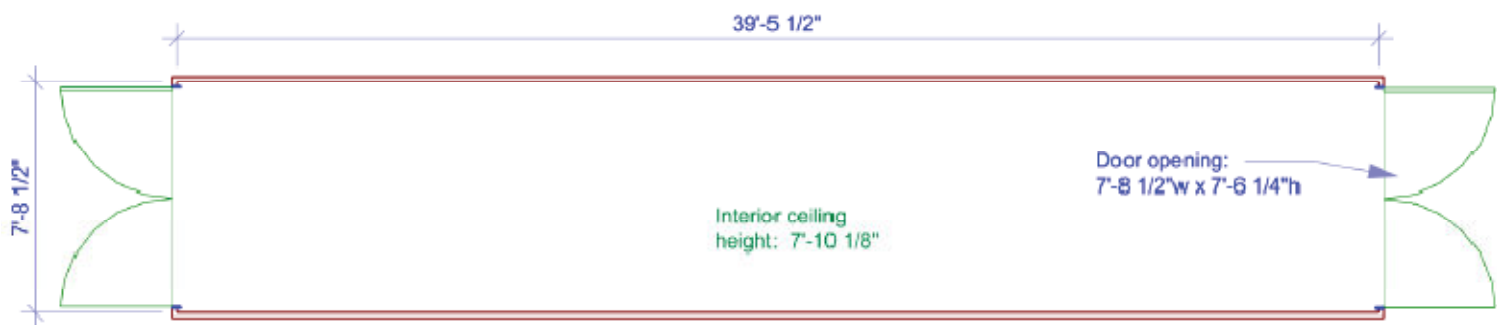 39'-5 1/2"
7'-8 1/2"
Door opening:
7'-8 1/2"w x 7'-6 1/4"h
Interior ceiling
height:  7'-10 1/8"